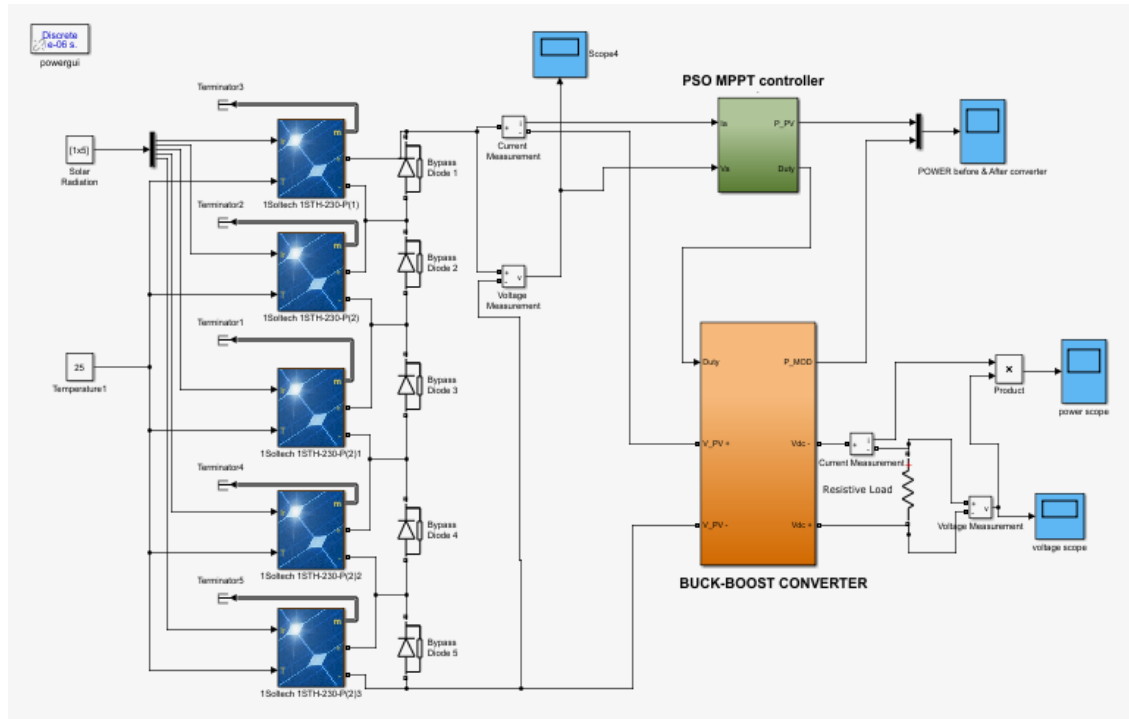 Discrete
e-06 s.
powergui
Terminator3
Scope4
PSO MPPT controller
m
Ia
P_PV
Va
Duty
Current
Measurement
POWER before & After converter
[1x5]
Solar
Radiation
Bypass
Diode 1
1Soltech 1STH-230-P(1)
Terminator2
m
Bypass
Diode 2
1Soltech 1STH-230-P(2)
v
Voltage
Measurement
Terminator1
m
25
Temperature1
Bypass
Diode 3
1Soltech 1STH-230-P(2)1
Duty
P_MOD
×
Product
power scope
V_PV +
Vdc -
Current Measurement
Terminator4
m
Resistive Load
Bypass
Diode 4
1Soltech 1STH-230-P(2)2
V_PV -
Vdc +
v
Voltage Measurement
voltage scope
BUCK-BOOST CONVERTER
Terminator5
m
Bypass
Diode 5
1Soltech 1STH-230-P(2)3